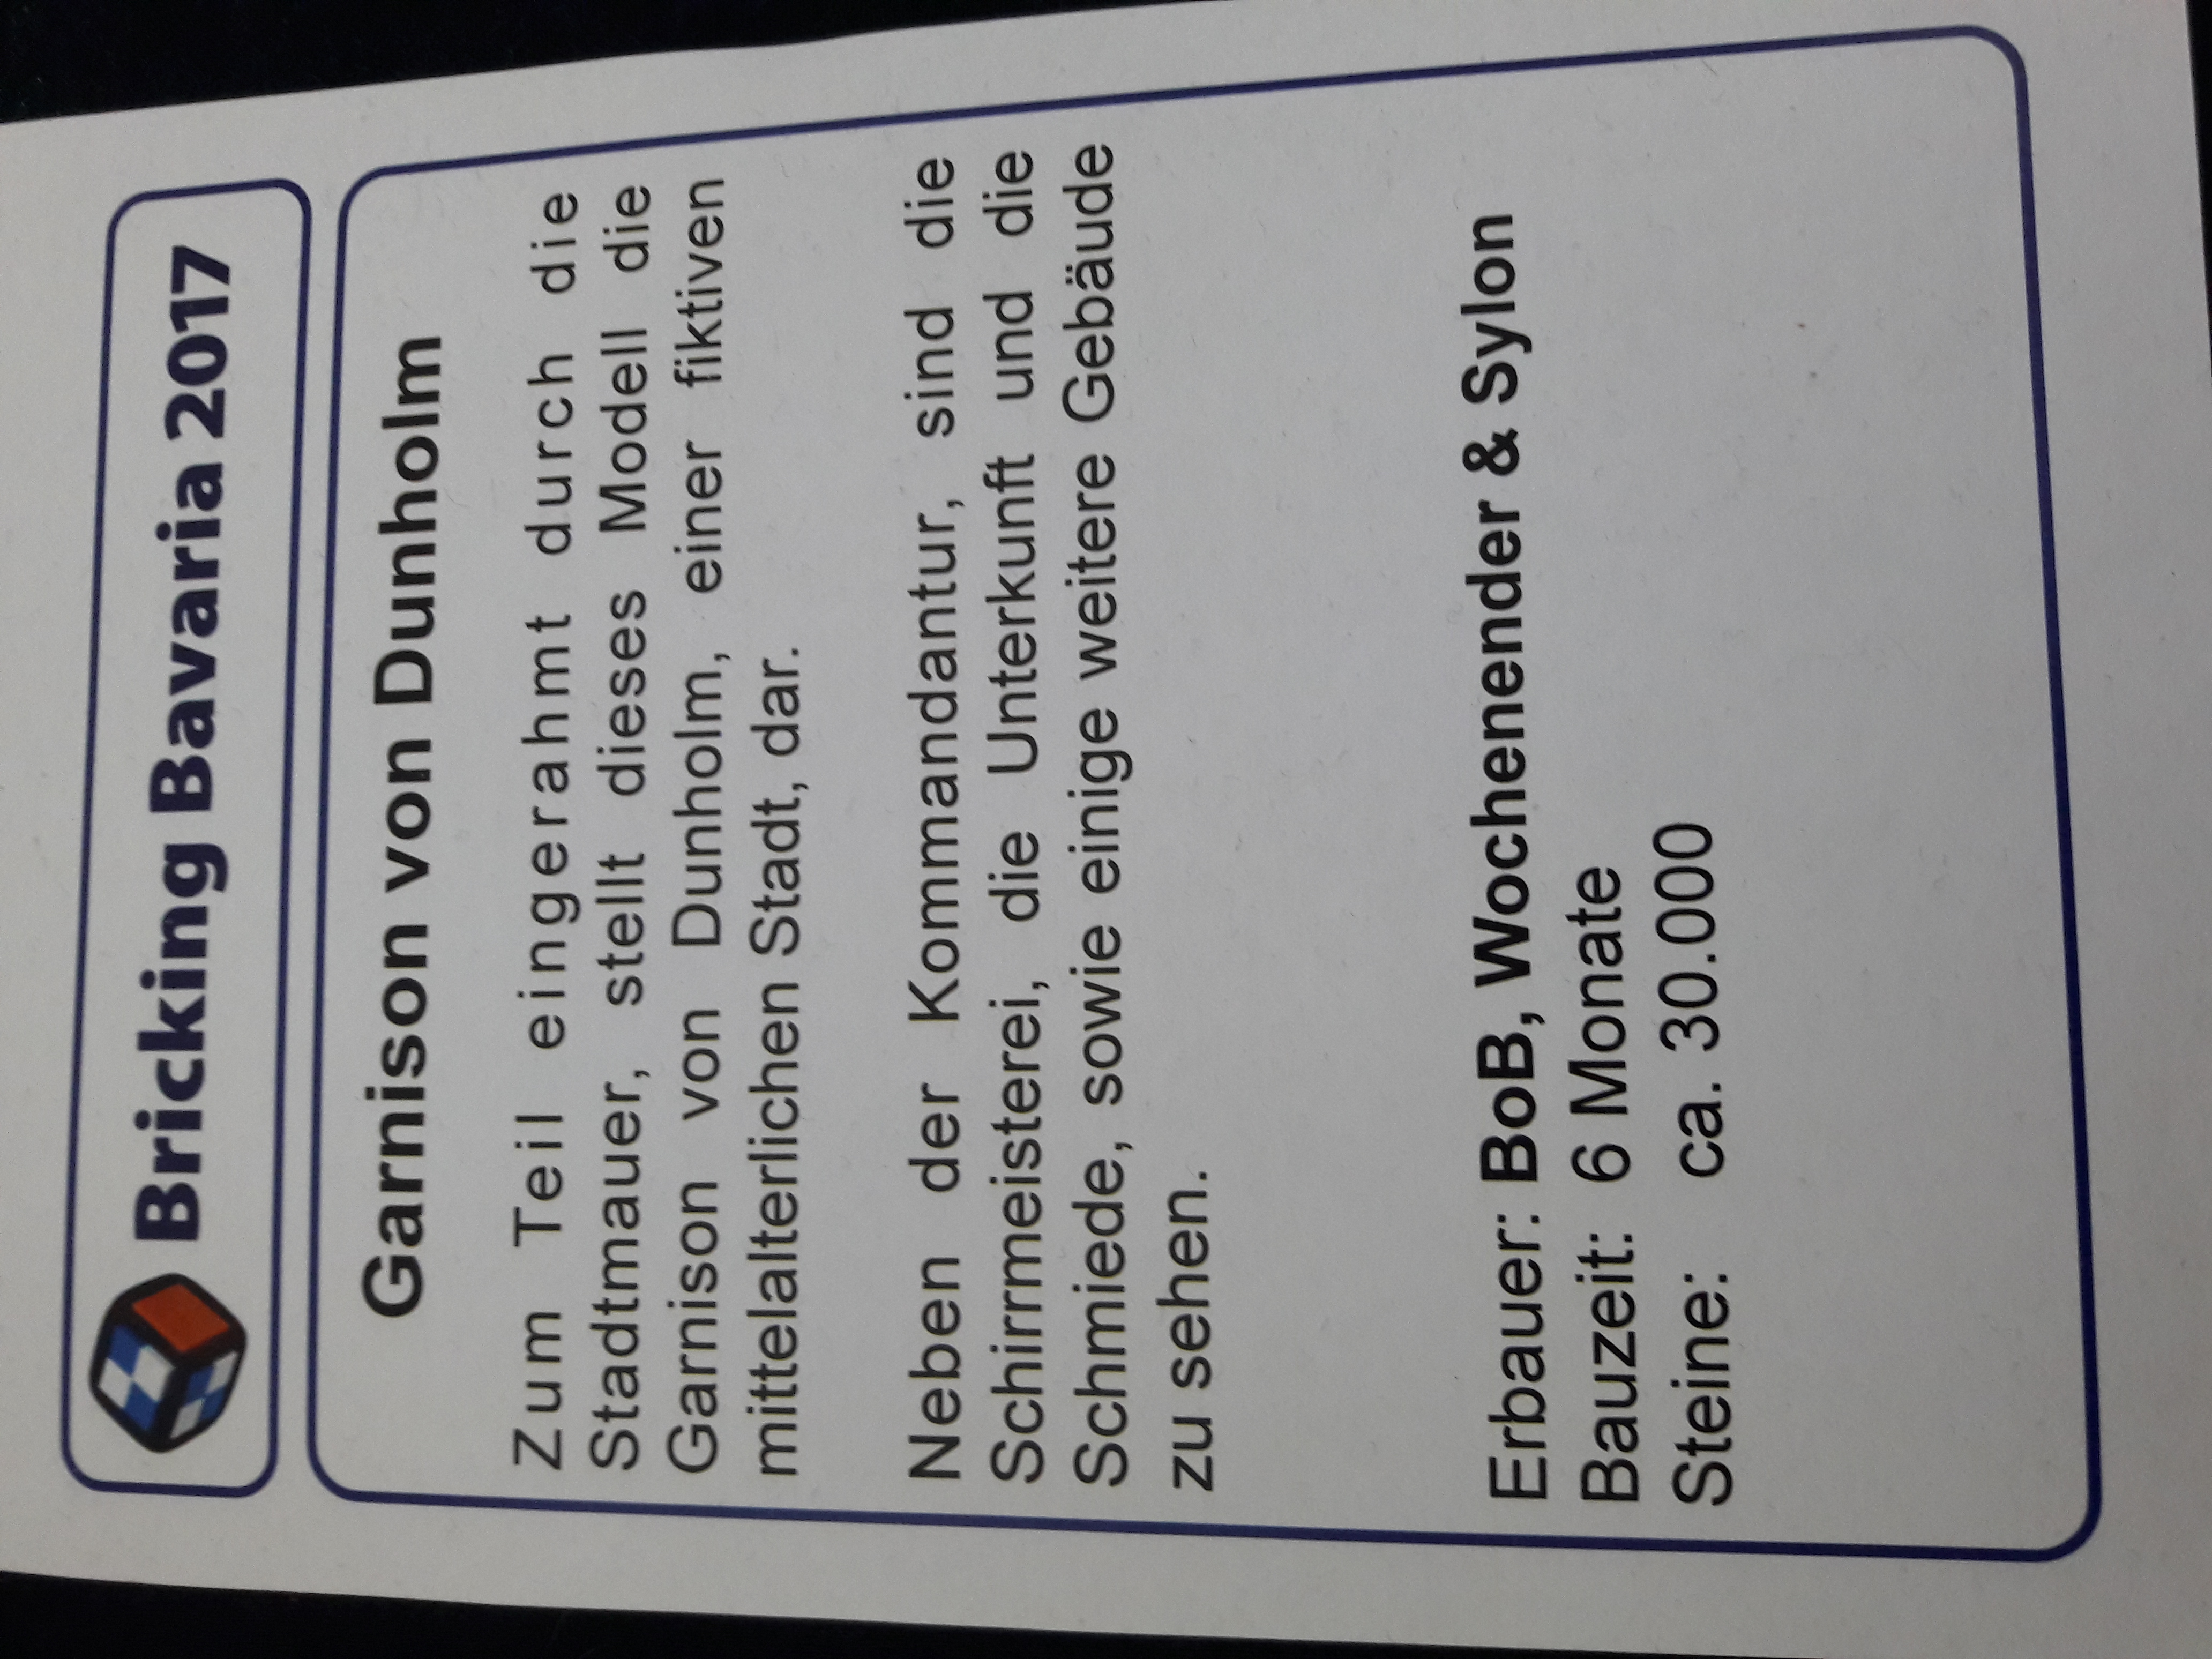 Bricking Bavaria 2017
Garnison von Dunholm
Zum Teil eingerahmt durch die
Stadtmauer, stellt dieses Modell die
Garnison von Dunholm, einer fiktiven
mittelalterlichen Stadt, dar.
Neben der Kommandantur, sind die
Schirrmeisterei, die Unterkunft und die
Schmiede, sowie einige weitere Gebäude
zu sehen.
Erbauer: BoB, Wochenender & Sylon
Bauzeit: 6 Monate
Steine: ca. 30.000